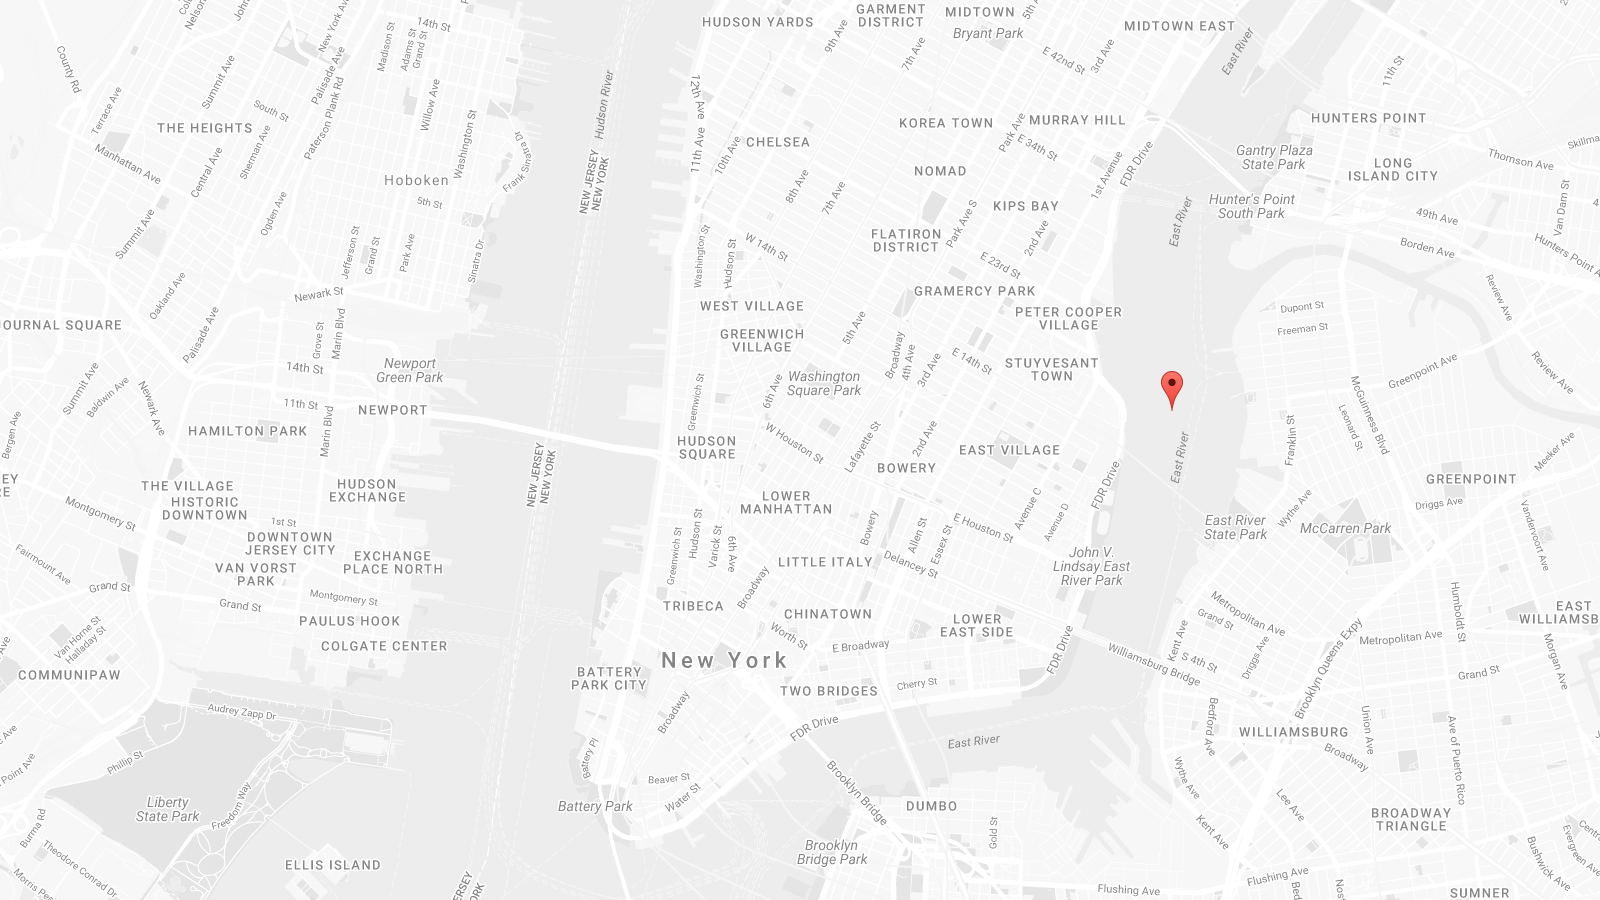 HUDSON YARDS
GARMENT
DISTRICT
MIDTOWN
Bryant Park
5th Ave
MIDTOWN EAST
East River
14th St
Madison St
Adams St
Grand St
New York Ave
County Rd
Summit Ave
Palisade Ave
Paterson Plank Rd
Willow Ave
Washington St
Hudson River
12th Ave
9th Ave
7th Ave
E 42nd St
3rd Ave
11th St
Terrace Ave
South St
THE HEIGHTS
Sherman Ave
Manhattan Ave
Central Ave
Hoboken
5th St
Frank Sinatra Dr
NEW JERSEY
NEW YORK
11th Ave
10th Ave
CHELSEA
KOREA TOWN
Park Ave
MURRAY HILL
E 34th St
HUNTERS POINT
Gantry Plaza
State Park
LONG
ISLAND CITY
Thomson Ave
Skillma
NOMAD
1st Avenue
FDR Drive
8th Ave
7th Ave
KIPS BAY
Hunter's Point
South Park
49th Ave
Van Dam St
Borden Ave
Hunters Point A
Summit Ave
Ogden Ave
Jefferson St
Grand St
Park Ave
Sinatra Dr
Washington St
Hudson St
W 14th St
FLATIRON
DISTRICT
Park Ave S
2nd Ave
E 23rd St
East River
Oakland Ave
Newark St
Palisade Ave
Grove St
Marin Blvd
JOURNAL SQUARE
WEST VILLAGE
GREENWICH
VILLAGE
5th Ave
GRAMERCY PARK
PETER COOPER
VILLAGE
Dupont St
Freeman St
Review Ave
Review Ave
14th St
Newport
Green Park
Summit Ave
Baldwin Ave
Newark Ave
11th St
NEWPORT
Greenwich St
6th Ave
Washington
Square Park
Broadway
4th Ave
3rd Ave
E 14th St
STUYVESANT
TOWN
McGuinness Blvd
Greenpoint Ave
Leonard St
Franklin St
Bergen Ave
HAMILTON PARK
Marin Blvd
HUDSON
SQUARE
W Houston St
Lafayette St
2nd Ave
BOWERY
EAST VILLAGE
East River
Meeker Ave
GREENPOINT
THE VILLAGE
HISTORIC
DOWNTOWN
HUDSON
EXCHANGE
NEW JERSEY
NEW YORK
LOWER
MANHATTAN
FDR Drive
Avenue C
Avenue D
Wythe Ave
Driggs Ave
Vandervoort Ave
Montgomery St
1st St
DOWNTOWN
JERSEY CITY
EXCHANGE
PLACE NORTH
Greenwich St
Hudson St
Varick St
6th Ave
Bowery
Allen St
Essex St
E Houston St
East River
State Park
McCarren Park
Fairmount Ave
VAN VORST
PARK
LITTLE ITALY
Delancey St
John V.
Lindsay East
River Park
Grand St
Grand St
Montgomery St
Broadway
TRIBECA
CHINATOWN
LOWER
EAST SIDE
Metropolitan Ave
Grand St
Humboldt St
EAST
WILLIAMSB
PAULUS HOOK
COLGATE CENTER
Van Horne St
Halladay St
Worth St
E Broadway
FDR Drive
Williamsburg Bridge
Kent Ave
S 4th St
Driggs Ave
Brooklyn Queens Expy
Metropolitan Ave
Morgan Ave
New York
COMMUNIPAW
BATTERY
PARK CITY
TWO BRIDGES
Cherry St
Grand St
Audrey Zapp Dr
Broadway
FDR Drive
East River
Bedford Ave
WILLIAMSBURG
Union Ave
Broadway
Ave of Puerto Rico
Phillip St
Point Ave
Battery Pl
Beaver St
Water St
Brooklyn Bridge
Wythe Ave
Lee Ave
Liberty
State Park
Freedom Way
Battery Park
DUMBO
Gold St
Kent Ave
BROADWAY
TRIANGLE
Burma Rd
Theodore Conrad Dr
ELLIS ISLAND
Brooklyn
Bridge Park
Flushing Ave
Flushing Ave
Bushwick Ave
Evergreen Ave
SUMNER